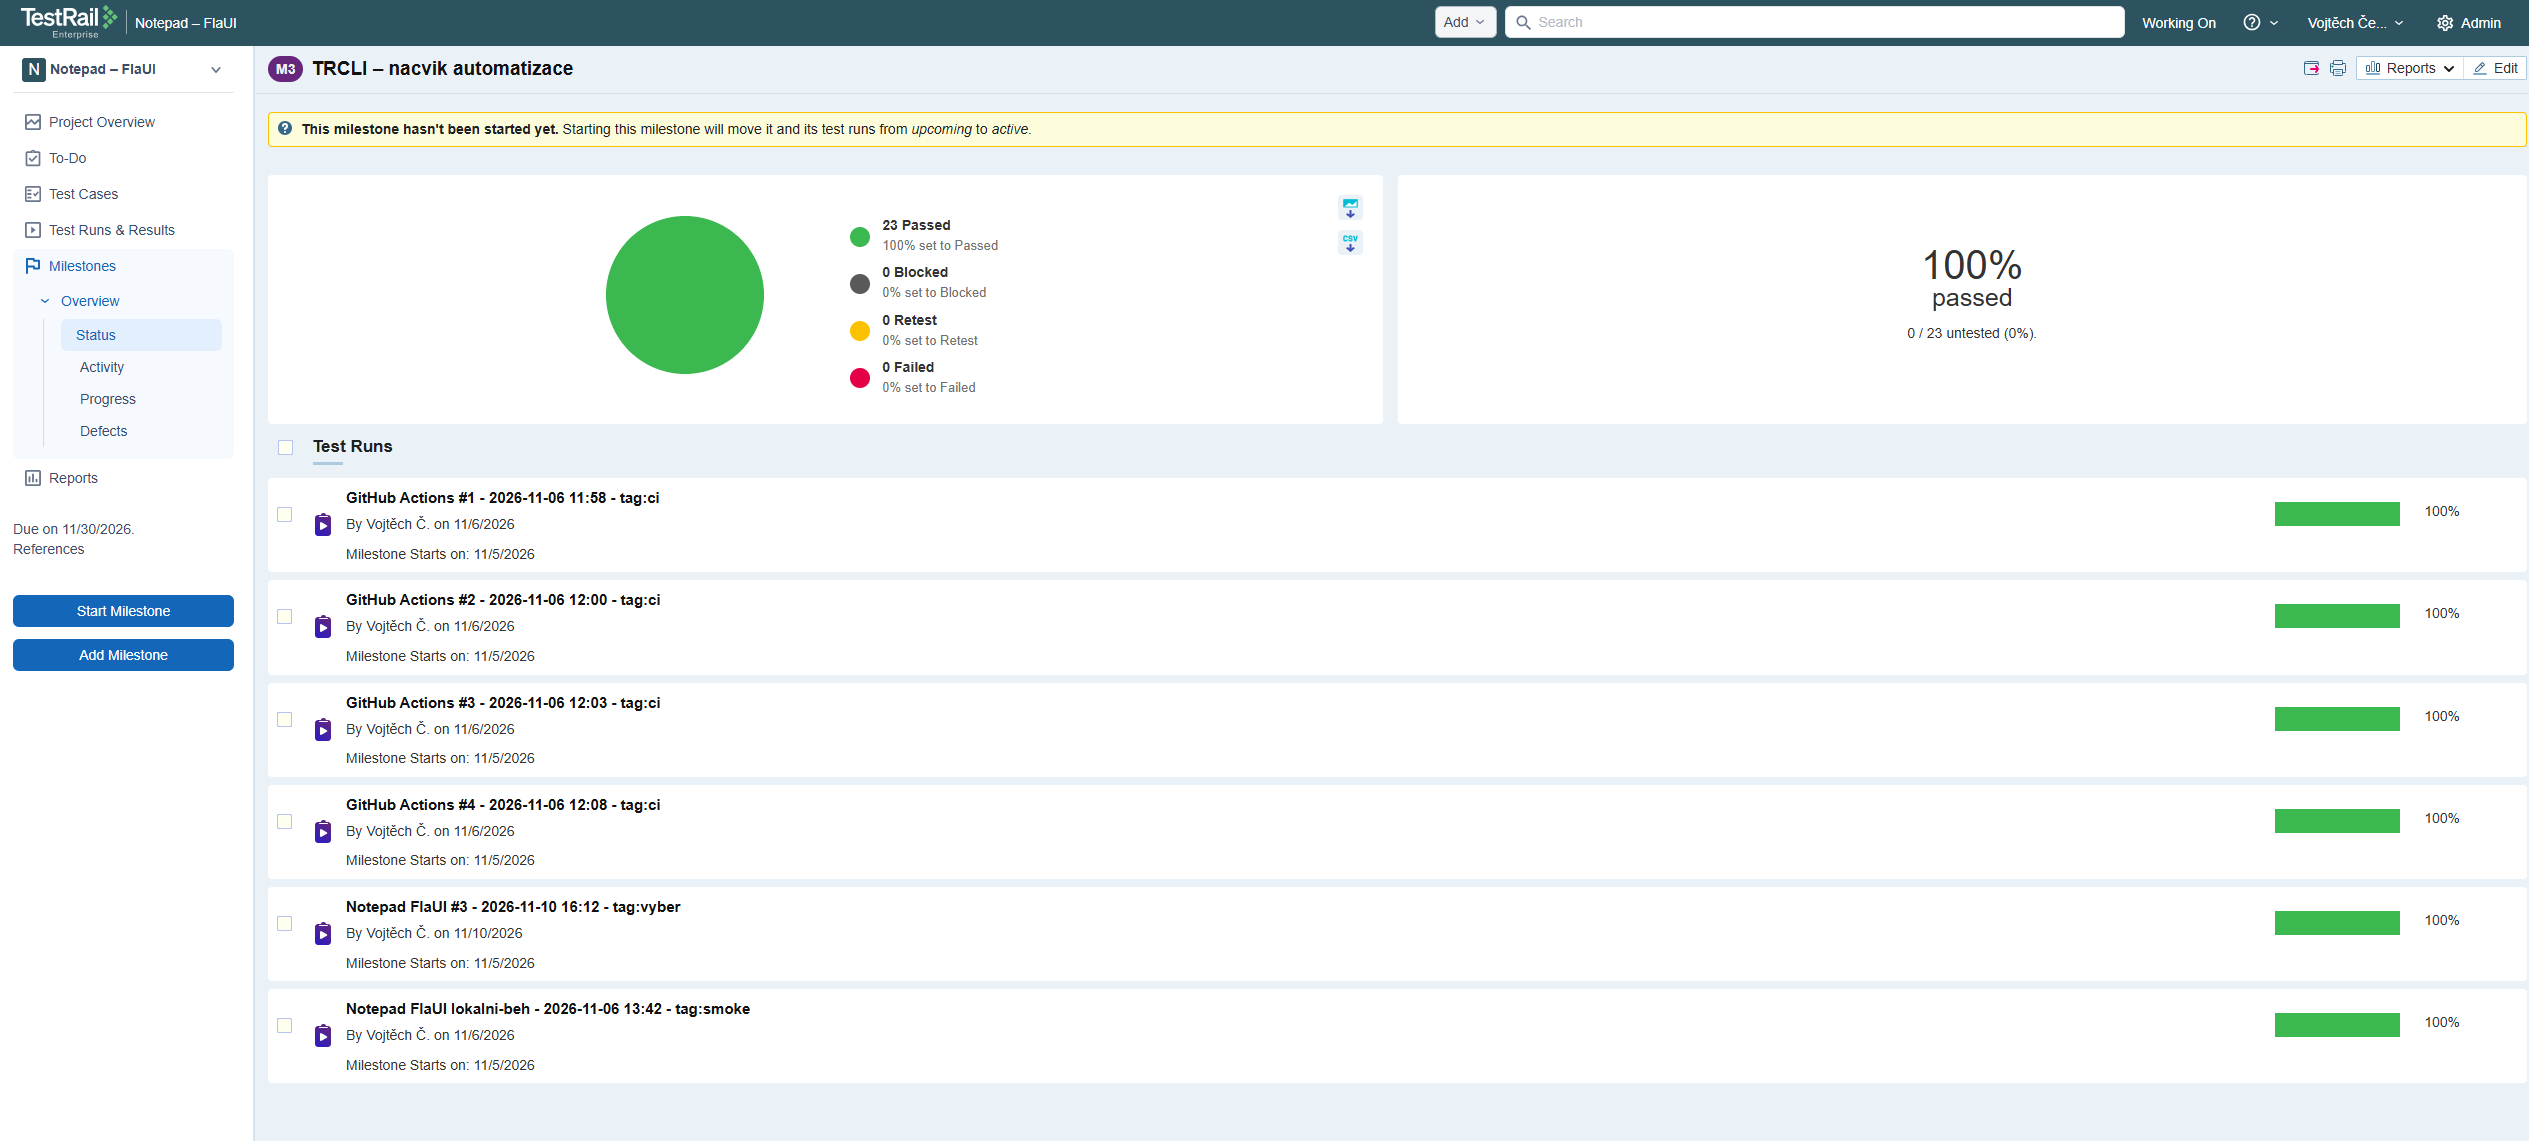 TestRail
Enterprise
Notepad – FlaUI
Add
Search
Working On
Vojtěch Če...
Admin
N Notepad – FlaUI
Project Overview
To-Do
Test Cases
Test Runs & Results
Milestones
Overview
Status
Activity
Progress
Defects
Reports
Due on 11/30/2026.
References
Start Milestone
Add Milestone
M3 TRCLI – nacvik automatizace
Reports
Edit
This milestone hasn't been started yet. Starting this milestone will move it and its test runs from upcoming to active.
23 Passed
100% set to Passed
0 Blocked
0% set to Blocked
0 Retest
0% set to Retest
0 Failed
0% set to Failed
CSV
100%
passed
0 / 23 untested (0%).
Test Runs
GitHub Actions #1 - 2026-11-06 11:58 - tag:ci
By Vojtěch Č. on 11/6/2026
Milestone Starts on: 11/5/2026
100%
GitHub Actions #2 - 2026-11-06 12:00 - tag:ci
By Vojtěch Č. on 11/6/2026
Milestone Starts on: 11/5/2026
100%
GitHub Actions #3 - 2026-11-06 12:03 - tag:ci
By Vojtěch Č. on 11/6/2026
Milestone Starts on: 11/5/2026
100%
GitHub Actions #4 - 2026-11-06 12:08 - tag:ci
By Vojtěch Č. on 11/6/2026
Milestone Starts on: 11/5/2026
100%
Notepad FlaUI #3 - 2026-11-10 16:12 - tag:vyber
By Vojtěch Č. on 11/10/2026
Milestone Starts on: 11/5/2026
100%
Notepad FlaUI lokalni-beh - 2026-11-06 13:42 - tag:smoke
By Vojtěch Č. on 11/6/2026
Milestone Starts on: 11/5/2026
100%